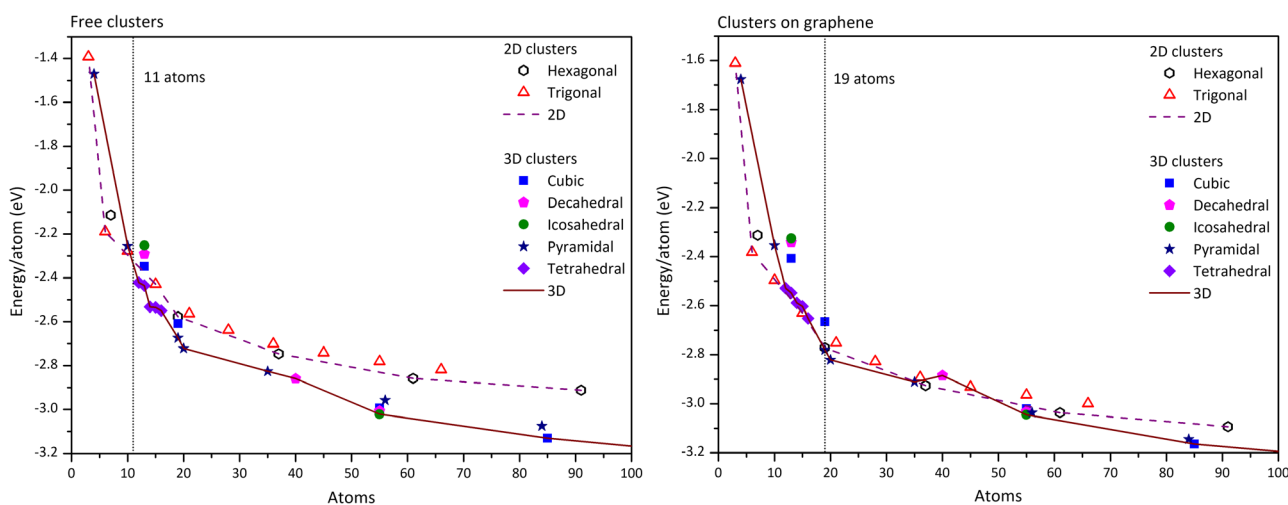 Free clusters
-1.4
-1.6
-1.8
-2.0
-2.2
-2.4
-2.6
-2.8
-3.0
-3.2
Energy/atom (eV)
11 atoms
2D clusters
Hexagonal
Trigonal
2D
3D clusters
Cubic
Decahedral
Icosahedral
Pyramidal
Tetrahedral
3D
0 10 20 30 40 50 60 70 80 90 100
Atoms
Clusters on graphene
-1.6
-1.8
-2.0
-2.2
-2.4
-2.6
-2.8
-3.0
-3.2
Energy/atom (eV)
19 atoms
2D clusters
Hexagonal
Trigonal
2D
3D clusters
Cubic
Decahedral
Icosahedral
Pyramidal
Tetrahedral
3D
0 10 20 30 40 50 60 70 80 90 100
Atoms